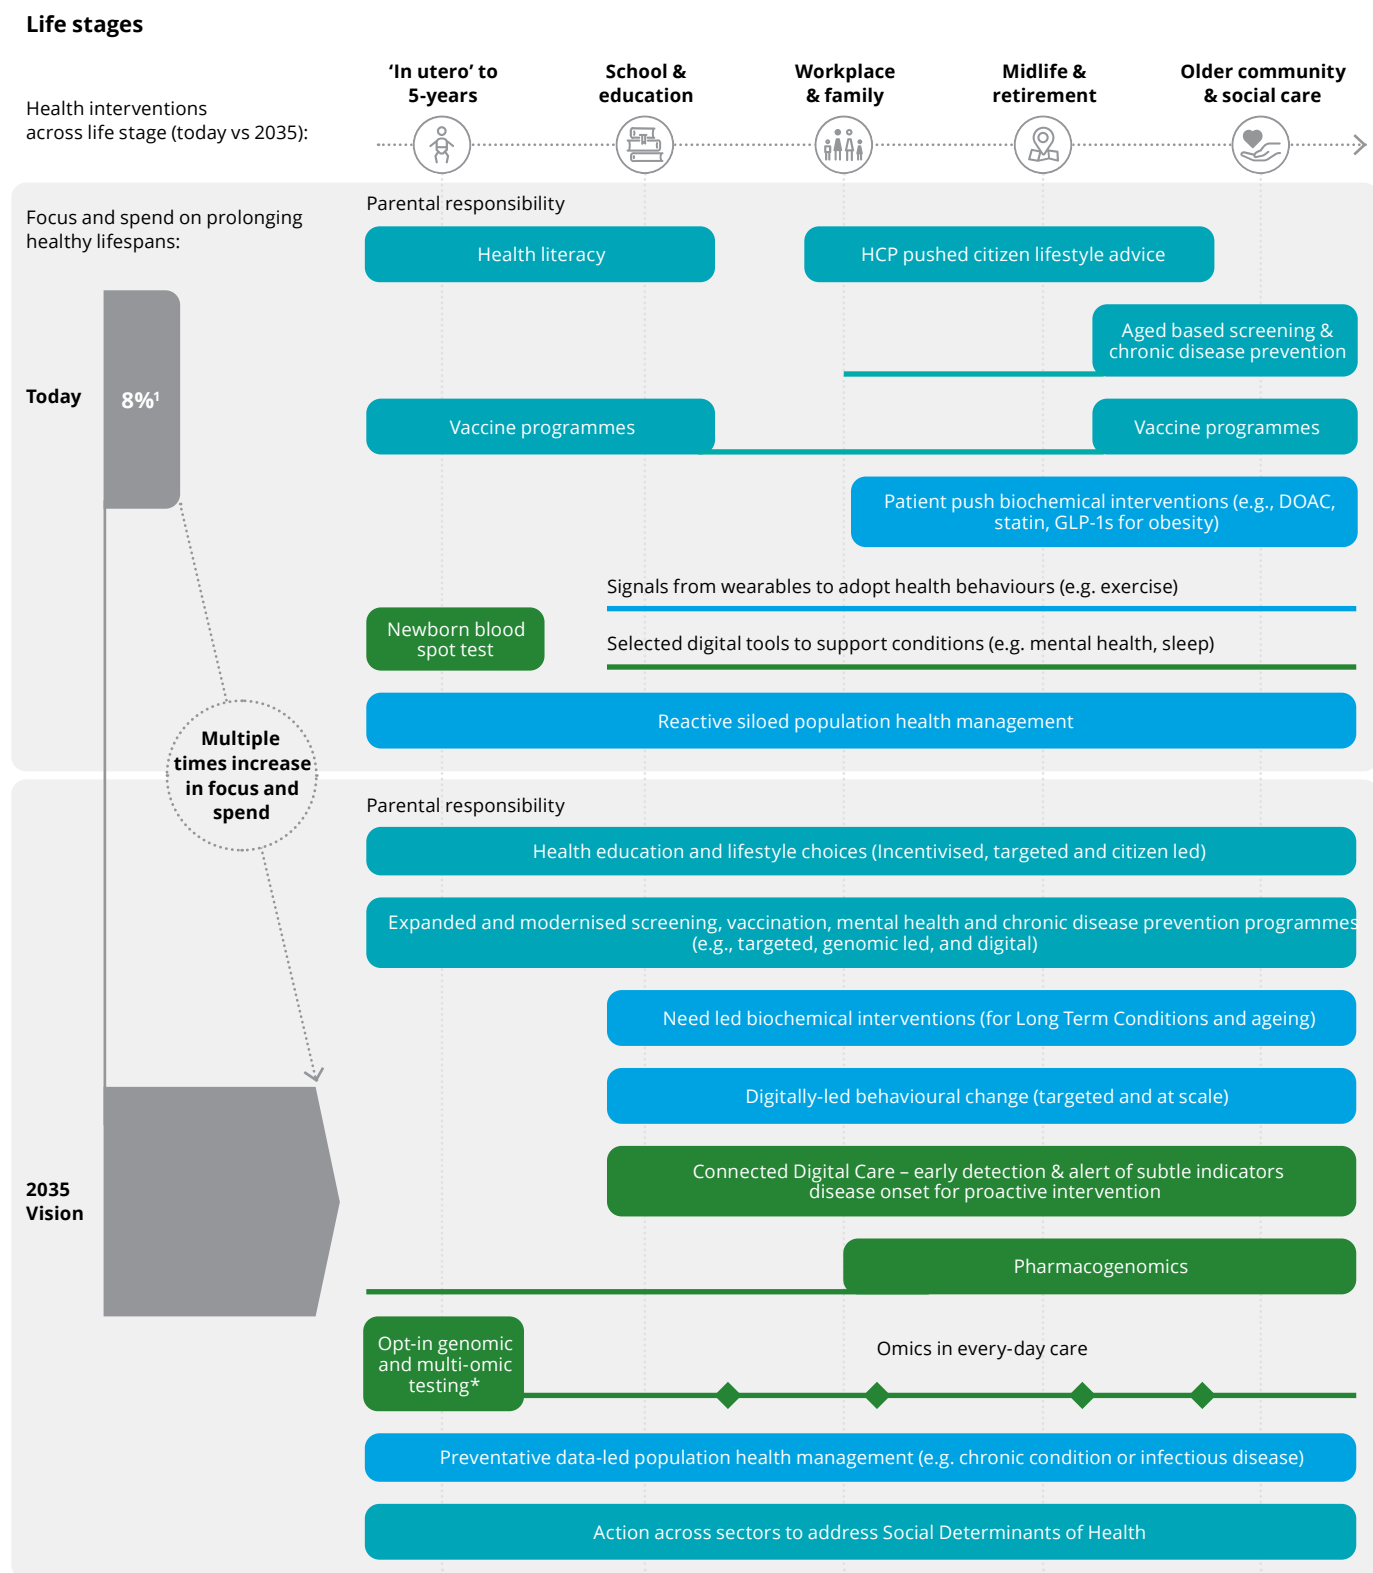 Life stages
‘In utero’ to
5-years
School &
education
Workplace
& family
Midlife &
retirement
Older community
& social care
Health interventions
across life stage (today vs 2035):
Focus and spend on prolonging
healthy lifespans:
Parental responsibility
Health literacy
HCP pushed citizen lifestyle advice
Aged based screening &
chronic disease prevention
Today
8%¹
Vaccine programmes
Vaccine programmes
Patient push biochemical interventions (e.g., DOAC,
statin, GLP-1s for obesity)
Signals from wearables to adopt health behaviours (e.g. exercise)
Newborn blood
spot test
Selected digital tools to support conditions (e.g. mental health, sleep)
Reactive siloed population health management
Multiple
times increase
in focus and
spend
Parental responsibility
Health education and lifestyle choices (Incentivised, targeted and citizen led)
Expanded and modernised screening, vaccination, mental health and chronic disease prevention programmes
(e.g., targeted, genomic led, and digital)
Need led biochemical interventions (for Long Term Conditions and ageing)
Digitally-led behavioural change (targeted and at scale)
Connected Digital Care – early detection & alert of subtle indicators
disease onset for proactive intervention
2035
Vision
Pharmacogenomics
Opt-in genomic
and multi-omic
testing*
Omics in every-day care
Preventative data-led population health management (e.g. chronic condition or infectious disease)
Action across sectors to address Social Determinants of Health